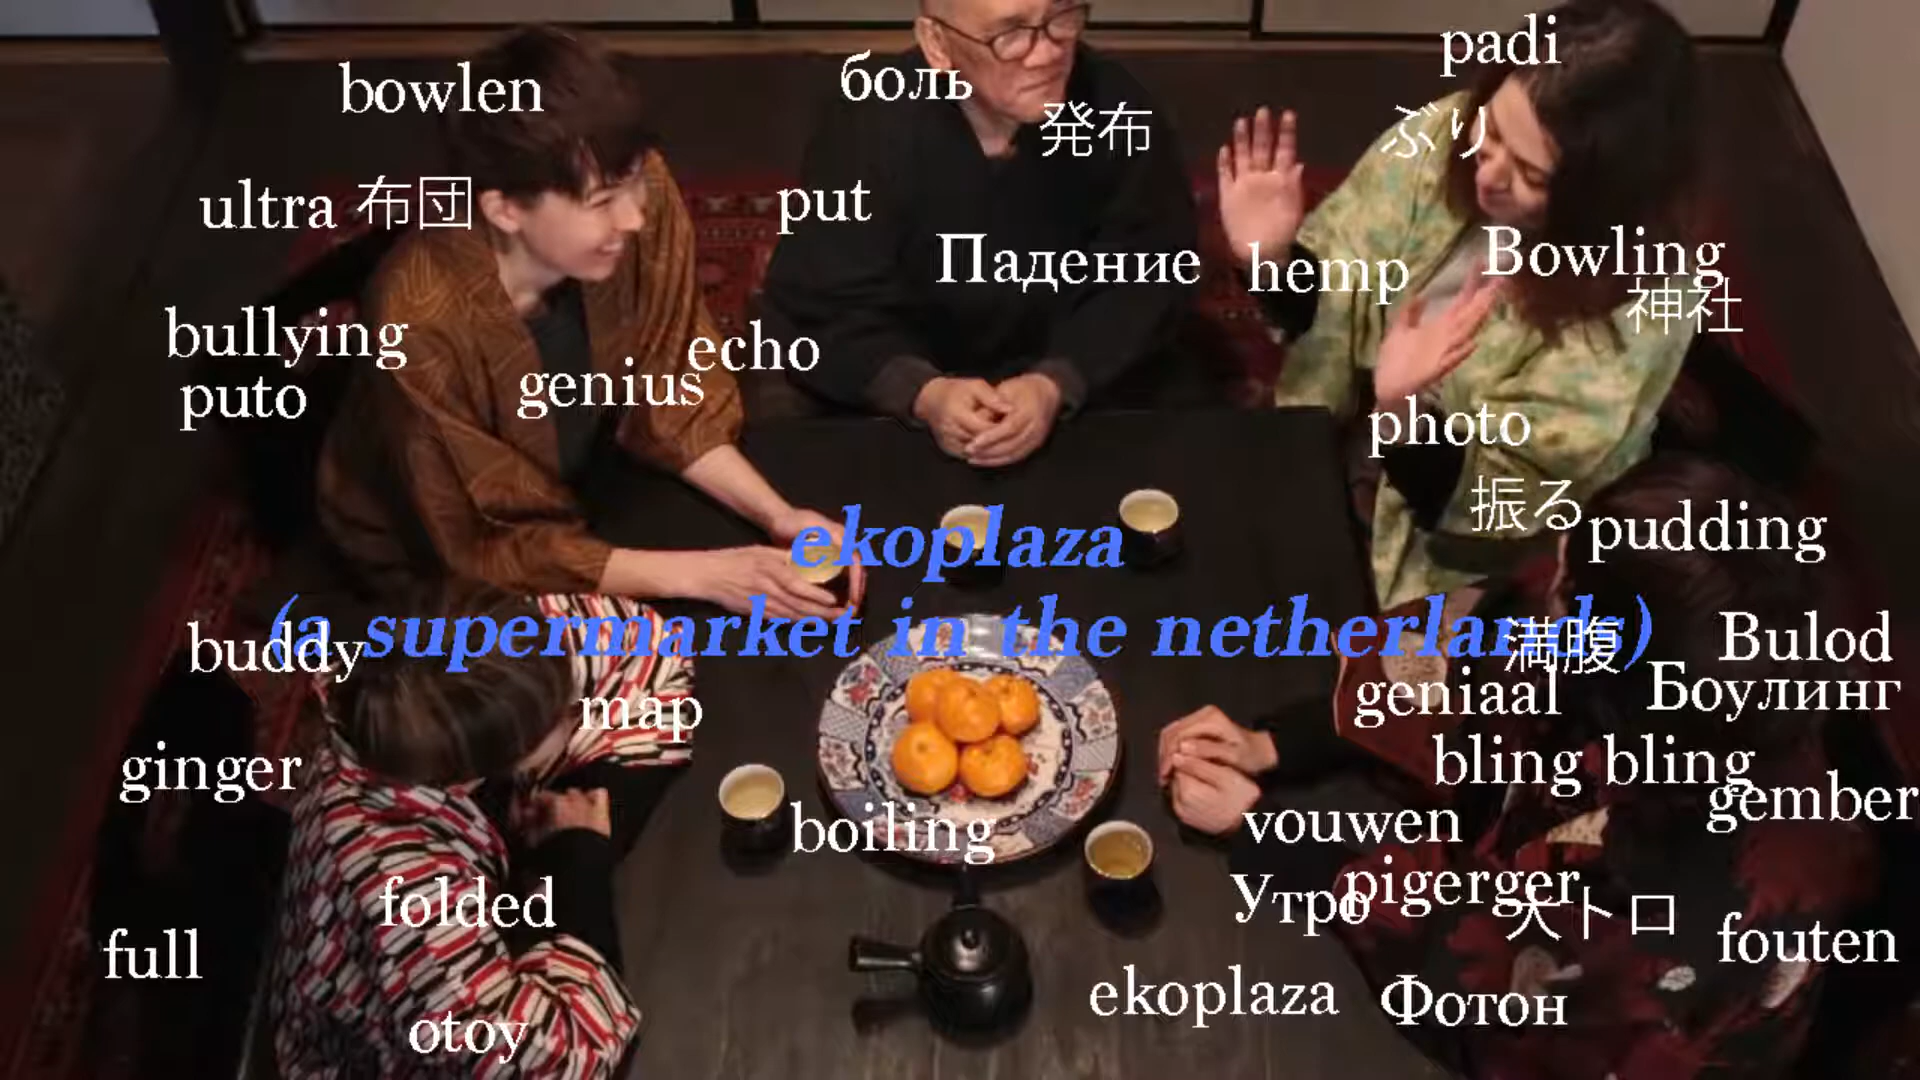 padi
bowlen
боль
発布
ぶり
ultra
布団
put
Падение
hemp
Bowling
神社
bullying
echo
puto
genius
photo
振る
pudding
ekoplaza
(a supermarket in the netherlands)
buddy
満腹
Bulod
map
geniaal
Боулинг
ginger
bling bling
gember
boiling
vouwen
folded
Утро
pigerger
大トロ
full
fouten
ekoplaza
Фотон
otoy